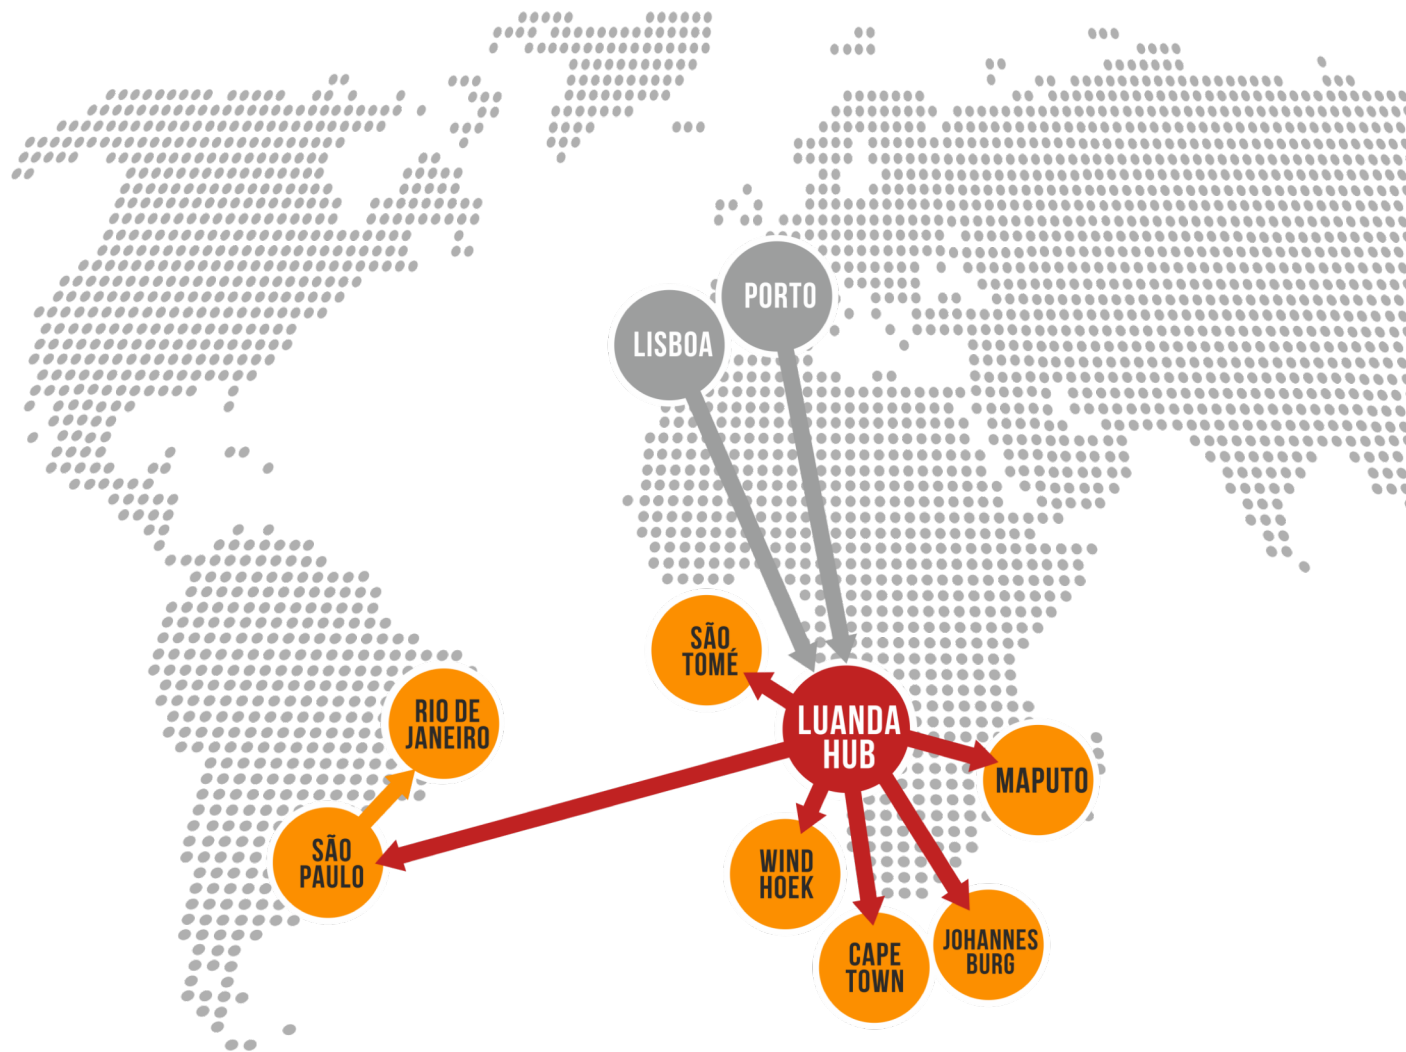 PORTO
LISBOA
SÃO
TOMÉ
LUANDA
HUB
RIO DE
JANEIRO
MAPUTO
SÃO
PAULO
WIND
HOEK
CAPE
TOWN
JOHANNES
BURG